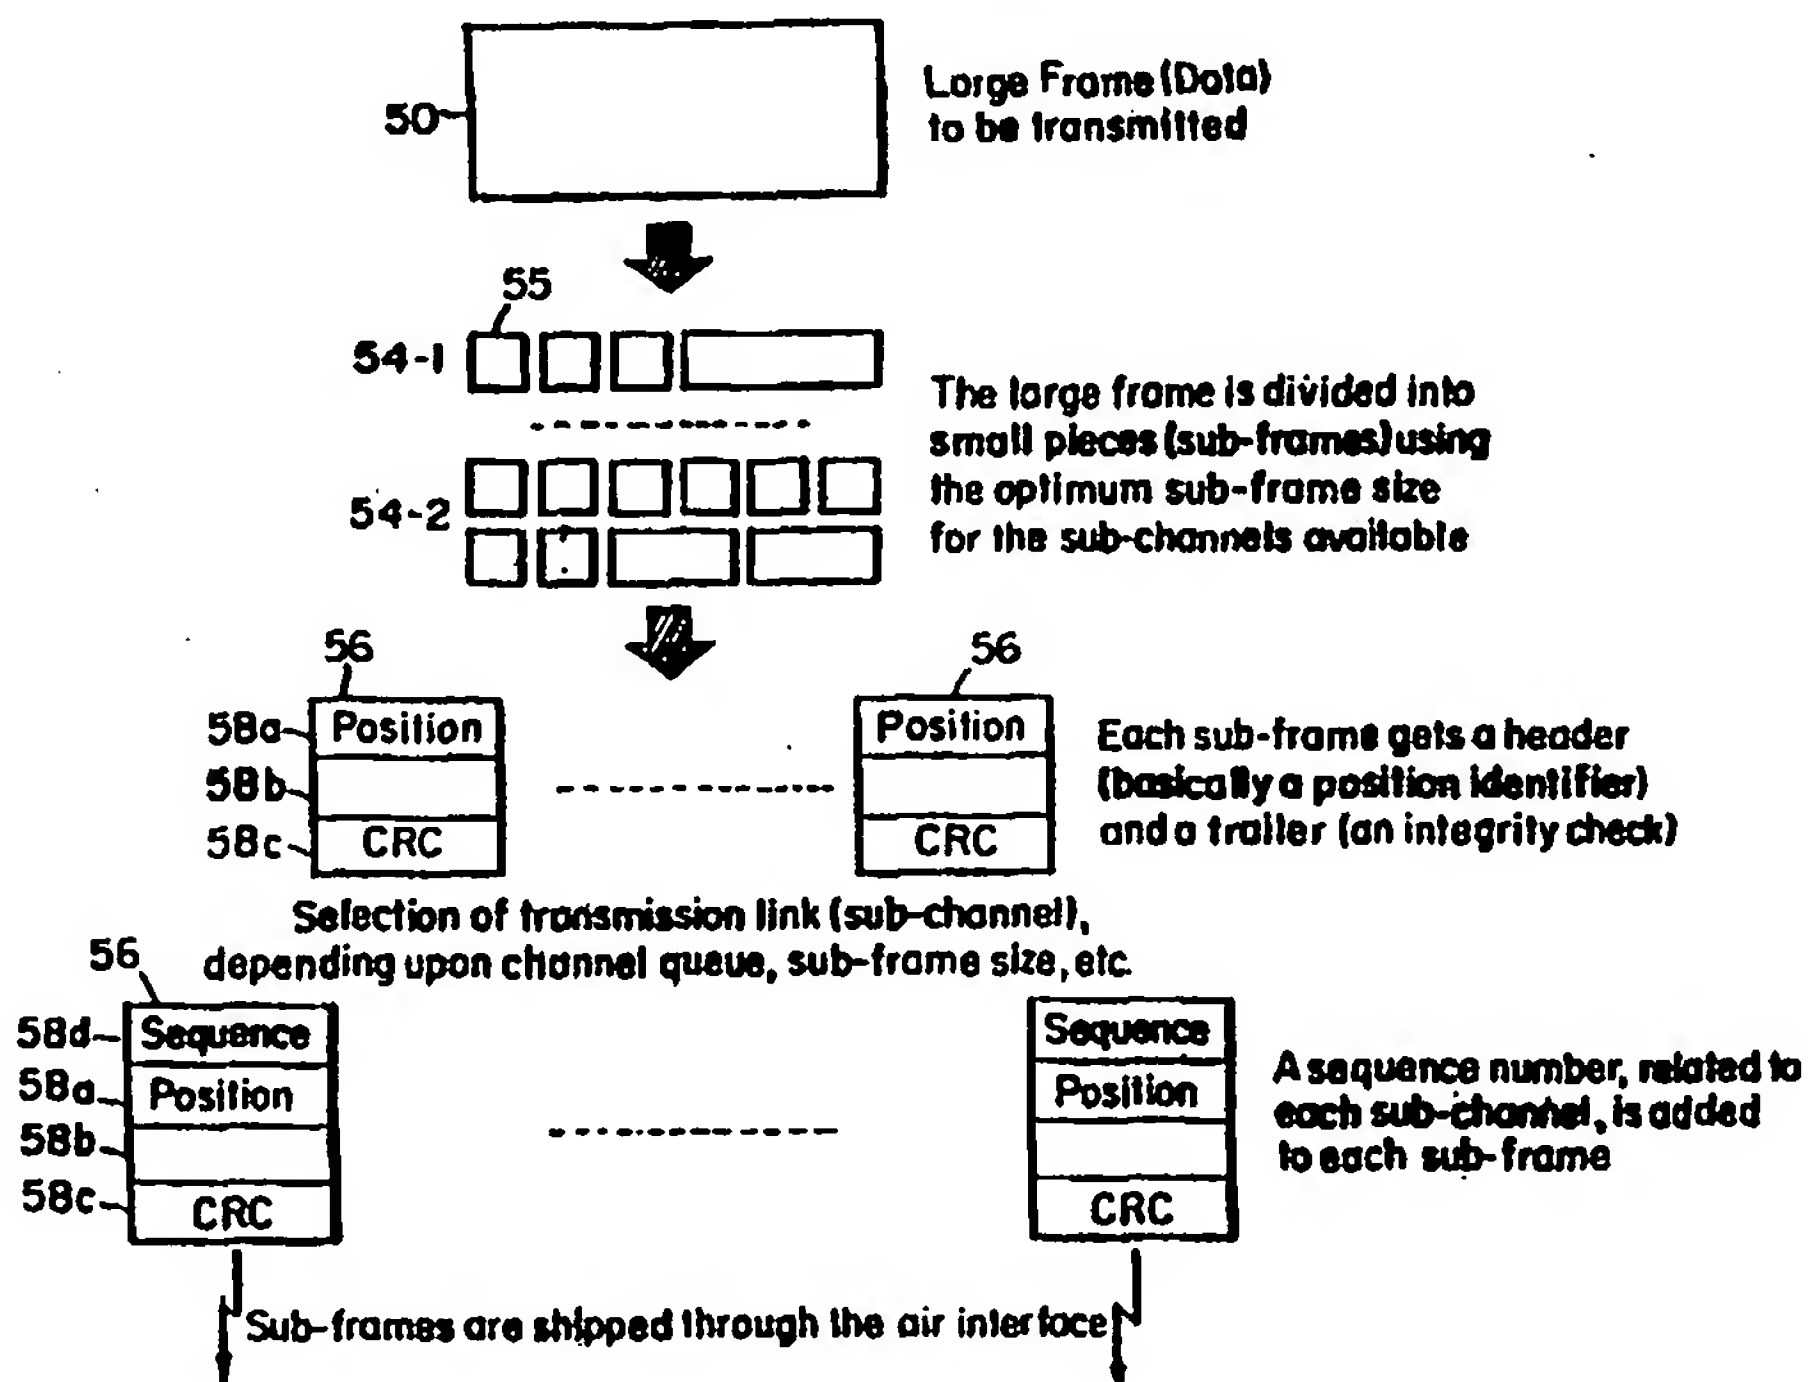 50
Large Frame (Data)
to be transmitted
55
54-1
54-2
The large frame is divided into
small pieces (sub-frames) using
the optimum sub-frame size
for the sub-channels available
56
56
58a
Position
Position
58b
58c
CRC
CRC
Each sub-frame gets a header
(basically a position identifier)
and a trailer (an integrity check)
Selection of transmission link (sub-channel),
depending upon channel queue, sub-frame size, etc.
56
58d
Sequence
Sequence
58a
Position
Position
58b
58c
CRC
CRC
A sequence number, related to
each sub-channel, is added
to each sub-frame
Sub-frames are shipped through the air interface